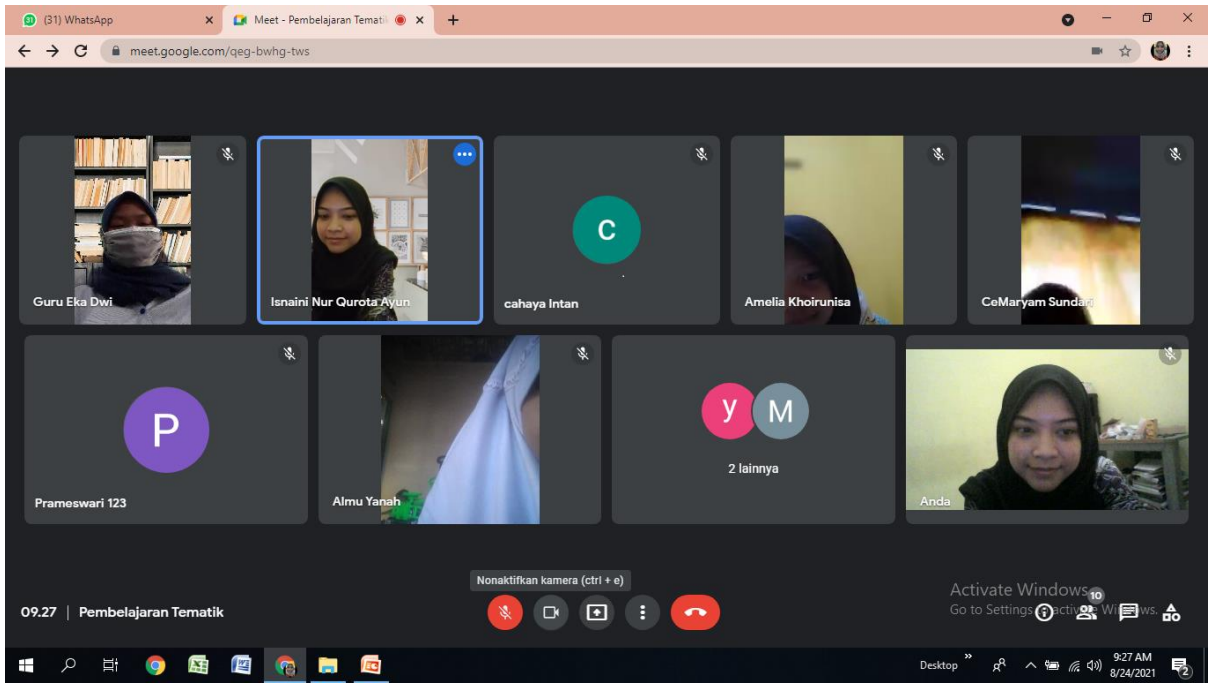 (31) WhatsApp
Meet - Pembelajaran Temati
meet.google.com/qeg-bwhg-tws
Guru Eka Dwi
Isnaini Nur Qurota Ayun
C
cahaya Intan
Amelia Khoirunisa
CeMaryam Sundari
P
Prameswari 123
Almu Yanah
y M
2 lainnya
Anda
Nonaktifkan kamera (ctrl + e)
09.27 | Pembelajaran Tematik
Activate Windows
10
Go to Settings to activate Windows.
Desktop
9:27 AM
8/24/2021
2